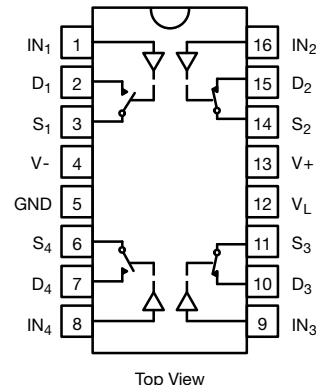 IN1 1 16 IN2
D1 2 15 D2
S1 3 14 S2
V- 4 13 V+
GND 5 12 VL
S4 6 11 S3
D4 7 10 D3
IN4 8 9 IN3
Top View